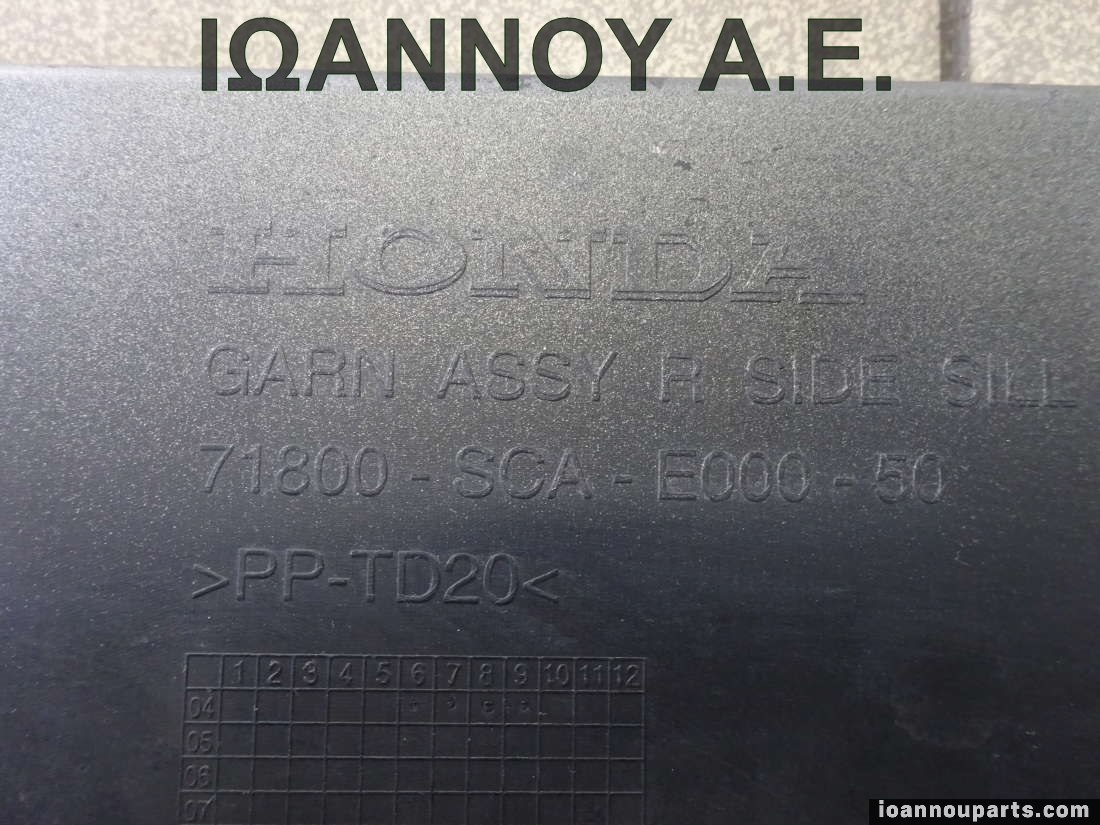 ΙΩΑΝΝΟΥ Α.Ε.
HONDA
GARN ASSY R SIDE SILL
71800 - SCA - E000 - 50
>PP-TD20<
1 2 3 4 5 6 7 8 9 10 11 12
04
05
06
07
ioannouparts.com